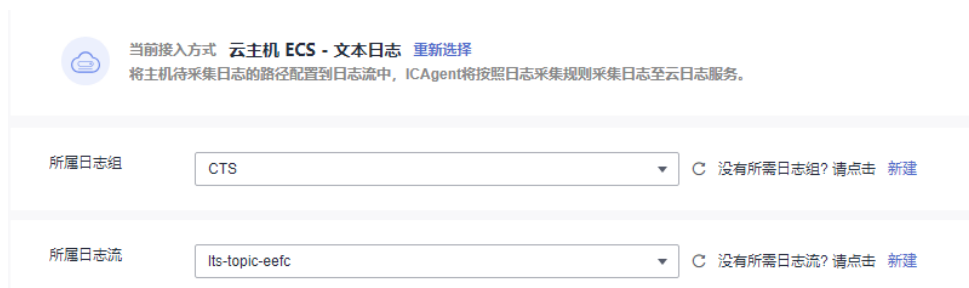 当前接入方式 云主机 ECS - 文本日志 重新选择
将主机待采集日志的路径配置到日志流中，ICAgent将按照日志采集规则采集日志至云日志服务。
所属日志组 CTS 没有所需日志组? 请点击 新建
所属日志流 lts-topic-eefc 没有所需日志流? 请点击 新建